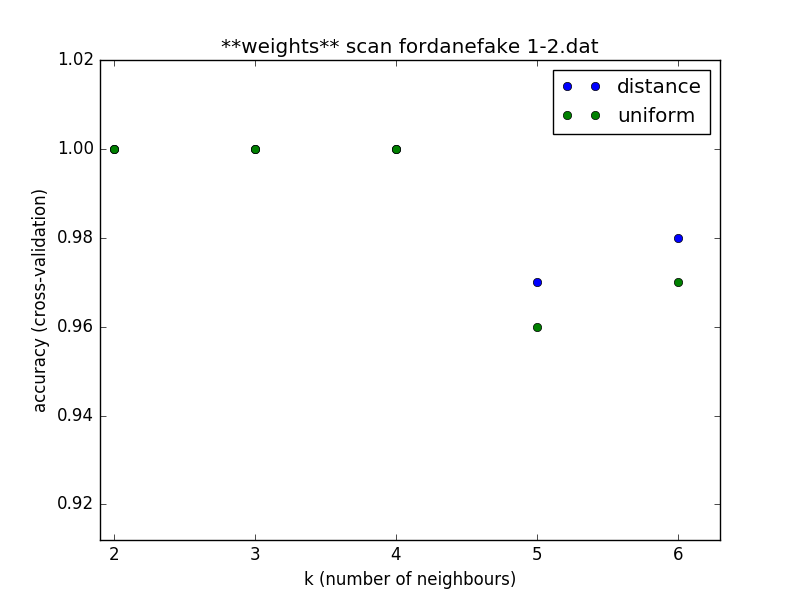 **weights** scan fordanefake 1-2.dat
1.02
distance
uniform
1.00
0.98
0.96
0.94
0.92
accuracy (cross-validation)
2 3 4 5 6
k (number of neighbours)